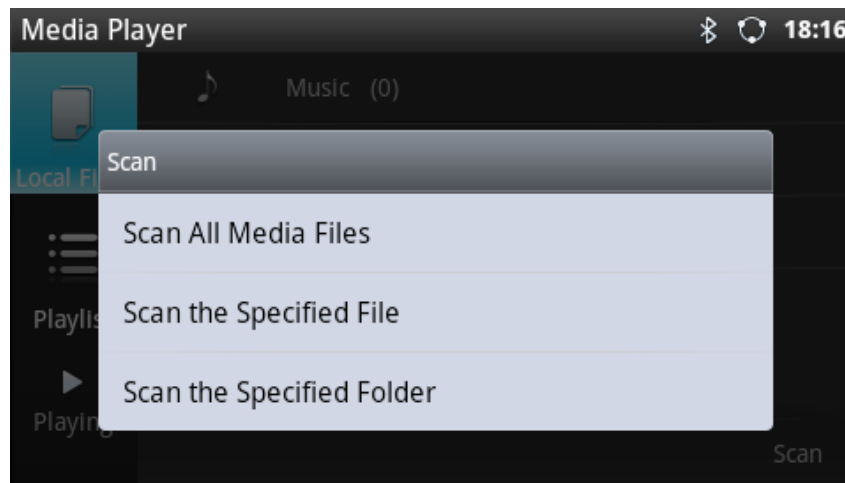 Media Player 18:16
Music (0)
Scan
Local Fi
Scan All Media Files
Scan the Specified File
Playlis
Scan the Specified Folder
Playing
Scan